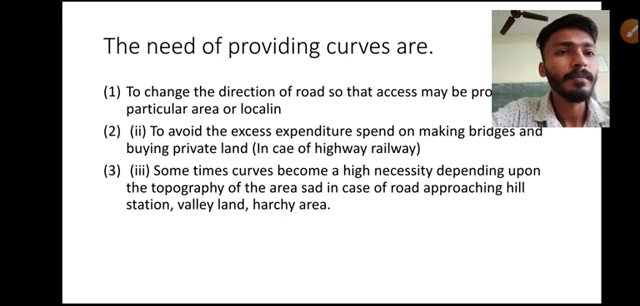 The need of providing curves are.
(1) To change the direction of road so that access may be
particular area or localin
(2) (ii) To avoid the excess expenditure spend on making bridges and
buying private land (In cae of highway railway)
(3) (iii) Some times curves become a high necessity depending upon
the topography of the area sad in case of road approaching hill
station, valley land, harchy area.